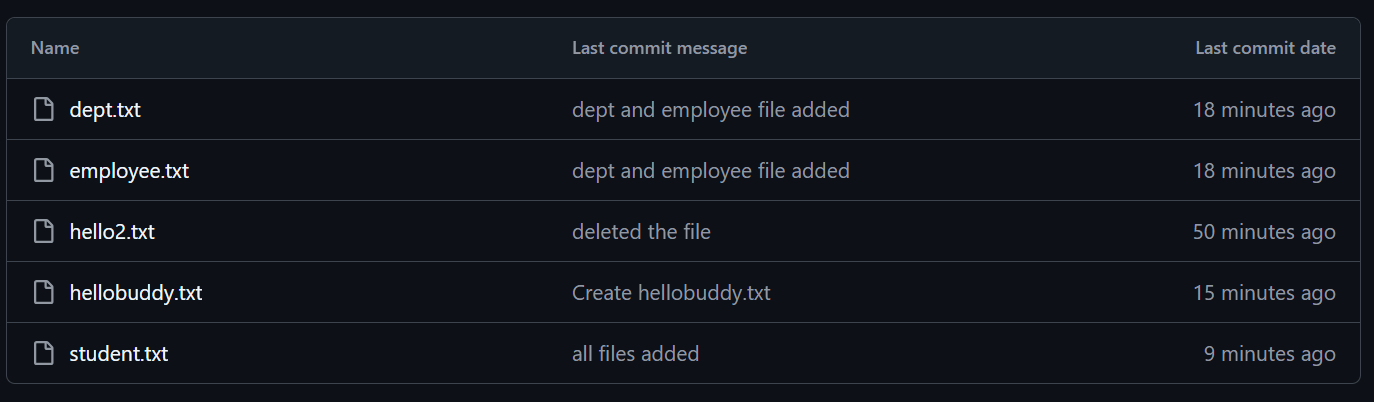 Name Last commit message Last commit date
dept.txt dept and employee file added 18 minutes ago
employee.txt dept and employee file added 18 minutes ago
hello2.txt deleted the file 50 minutes ago
hellobuddy.txt Create hellobuddy.txt 15 minutes ago
student.txt all files added 9 minutes ago